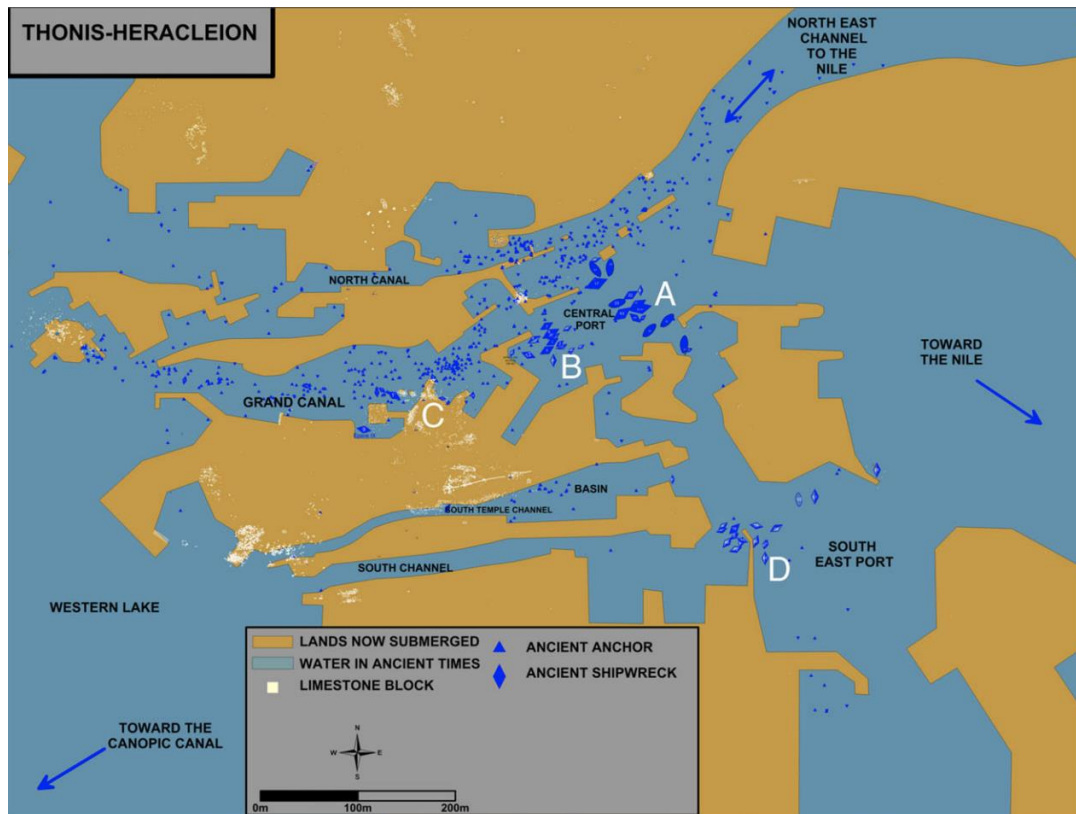 THONIS-HERACLEION
NORTH EAST
CHANNEL
TO THE
NILE
NORTH CANAL
A
CENTRAL
PORT
B
TOWARD
THE NILE
GRAND CANAL
C
BASIN
SOUTH TEMPLE CHANNEL
SOUTH
EAST PORT
D
SOUTH CHANNEL
WESTERN LAKE
LANDS NOW SUBMERGED
WATER IN ANCIENT TIMES
LIMESTONE BLOCK
ANCIENT ANCHOR
ANCIENT SHIPWRECK
TOWARD THE
CANOPIC CANAL
N
W E
S
0m 100m 200m